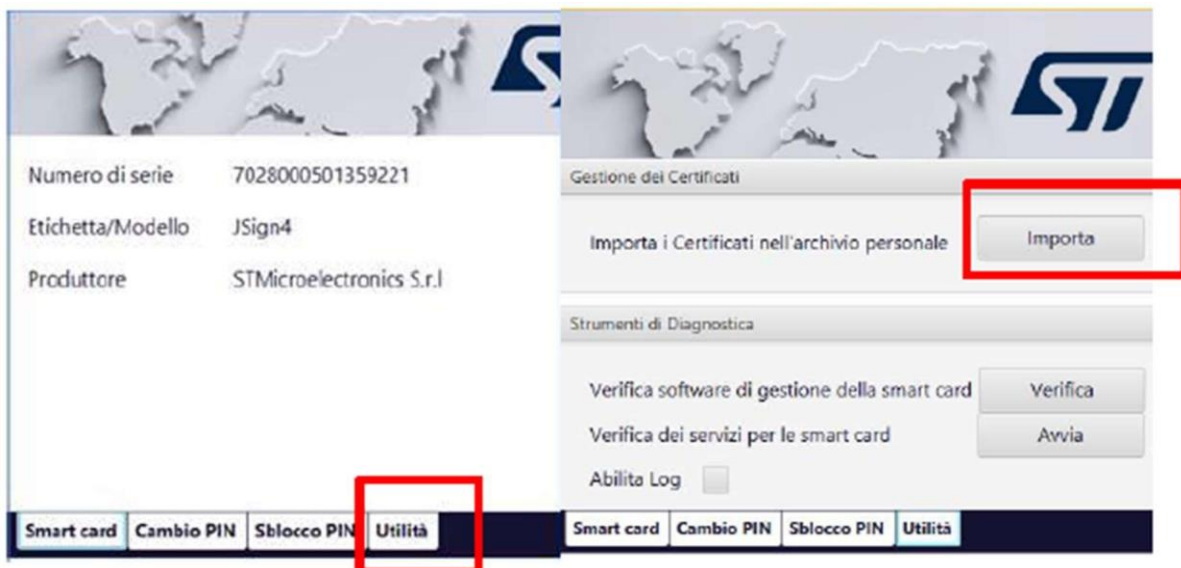 ST
Numero di serie 7028000501359221
Etichetta/Modello JSign4
Produttore STMicroelectronics S.r.l
Smart card Cambio PIN Sblocco PIN Utilità
ST
Gestione dei Certificati
Importa i Certificati nell'archivio personale Importa
Strumenti di Diagnostica
Verifica software di gestione della smart card Verifica
Verifica dei servizi per le smart card Avvia
Abilita Log
Smart card Cambio PIN Sblocco PIN Utilità